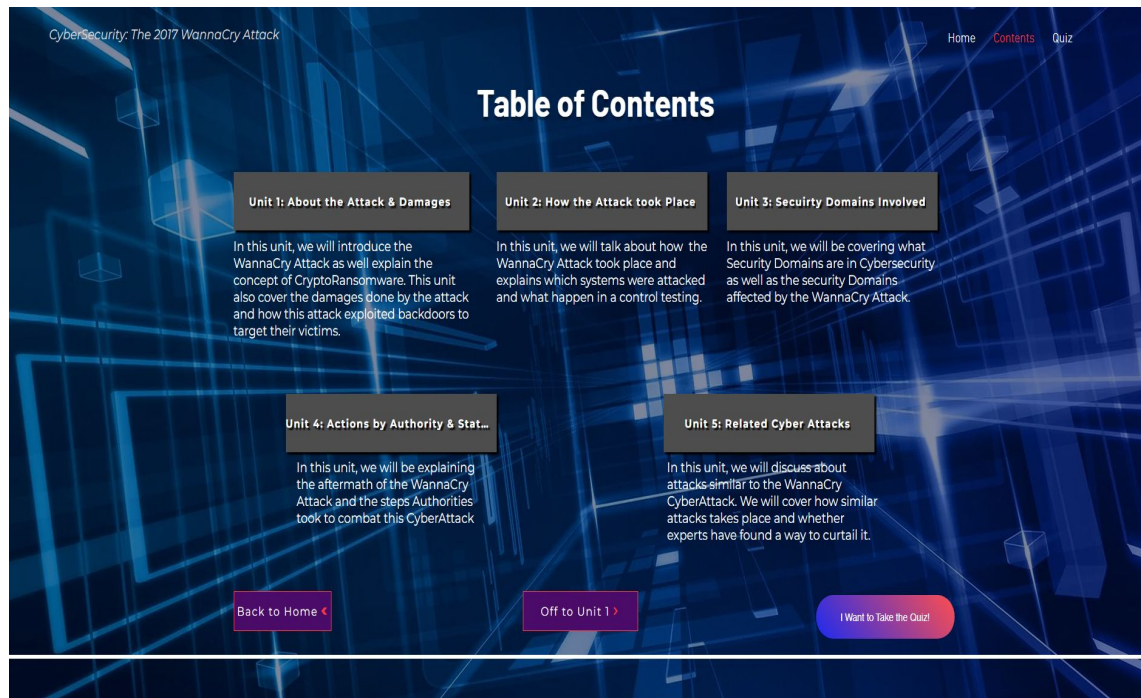 CyberSecurity: The 2017 WannaCry Attack
Home Contents Quiz
Table of Contents
Unit 1: About the Attack & Damages
In this unit, we will introduce the
WannaCry Attack as well explain the
concept of CryptoRansomware. This unit
also cover the damages done by the attack
and how this attack exploited backdoors to
target their victims.
Unit 2: How the Attack took Place
In this unit, we will talk about how the
WannaCry Attack took place and
explains which systems were attacked
and what happen in a control testing.
Unit 3: Secuirty Domains Involved
In this unit, we will be covering what
Security Domains are in Cybersecurity
as well as the security Domains
affected by the WannaCry Attack.
Unit 4: Actions by Authority & Stat...
In this unit, we will be explaining
the aftermath of the WannaCry
Attack and the steps Authorities
took to combat this CyberAttack
Unit 5: Related Cyber Attacks
In this unit, we will discuss about
attacks similar to the WannaCry
CyberAttack. We will cover how similar
attacks takes place and whether
experts have found a way to curtail it.
Back to Home ‹
Off to Unit 1 ›
I Want to Take the Quiz!